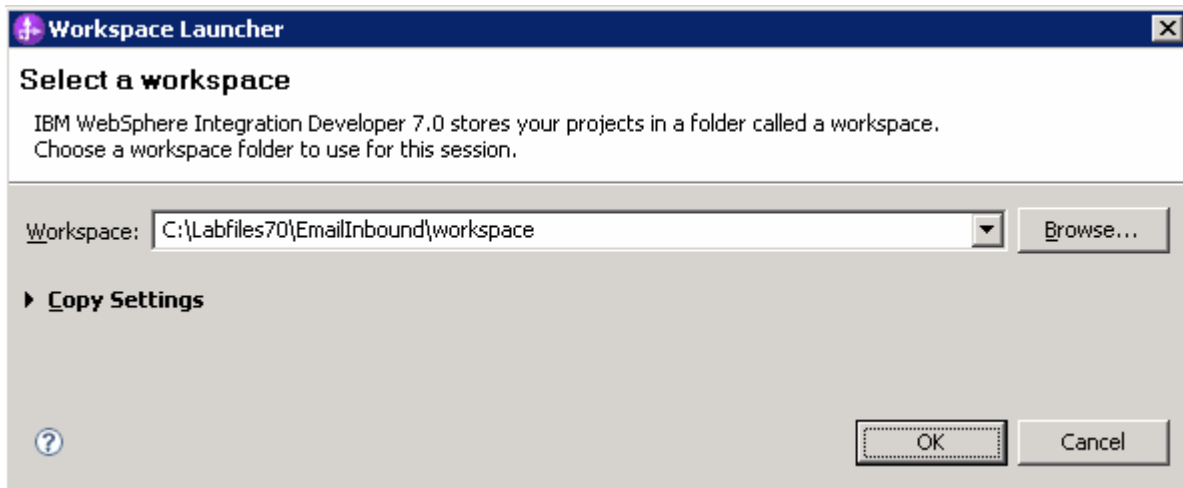 Workspace Launcher
Select a workspace
IBM WebSphere Integration Developer 7.0 stores your projects in a folder called a workspace.
Choose a workspace folder to use for this session.
Workspace: C:\Labfiles70\EmailInbound\workspace Browse...
Copy Settings
? OK Cancel